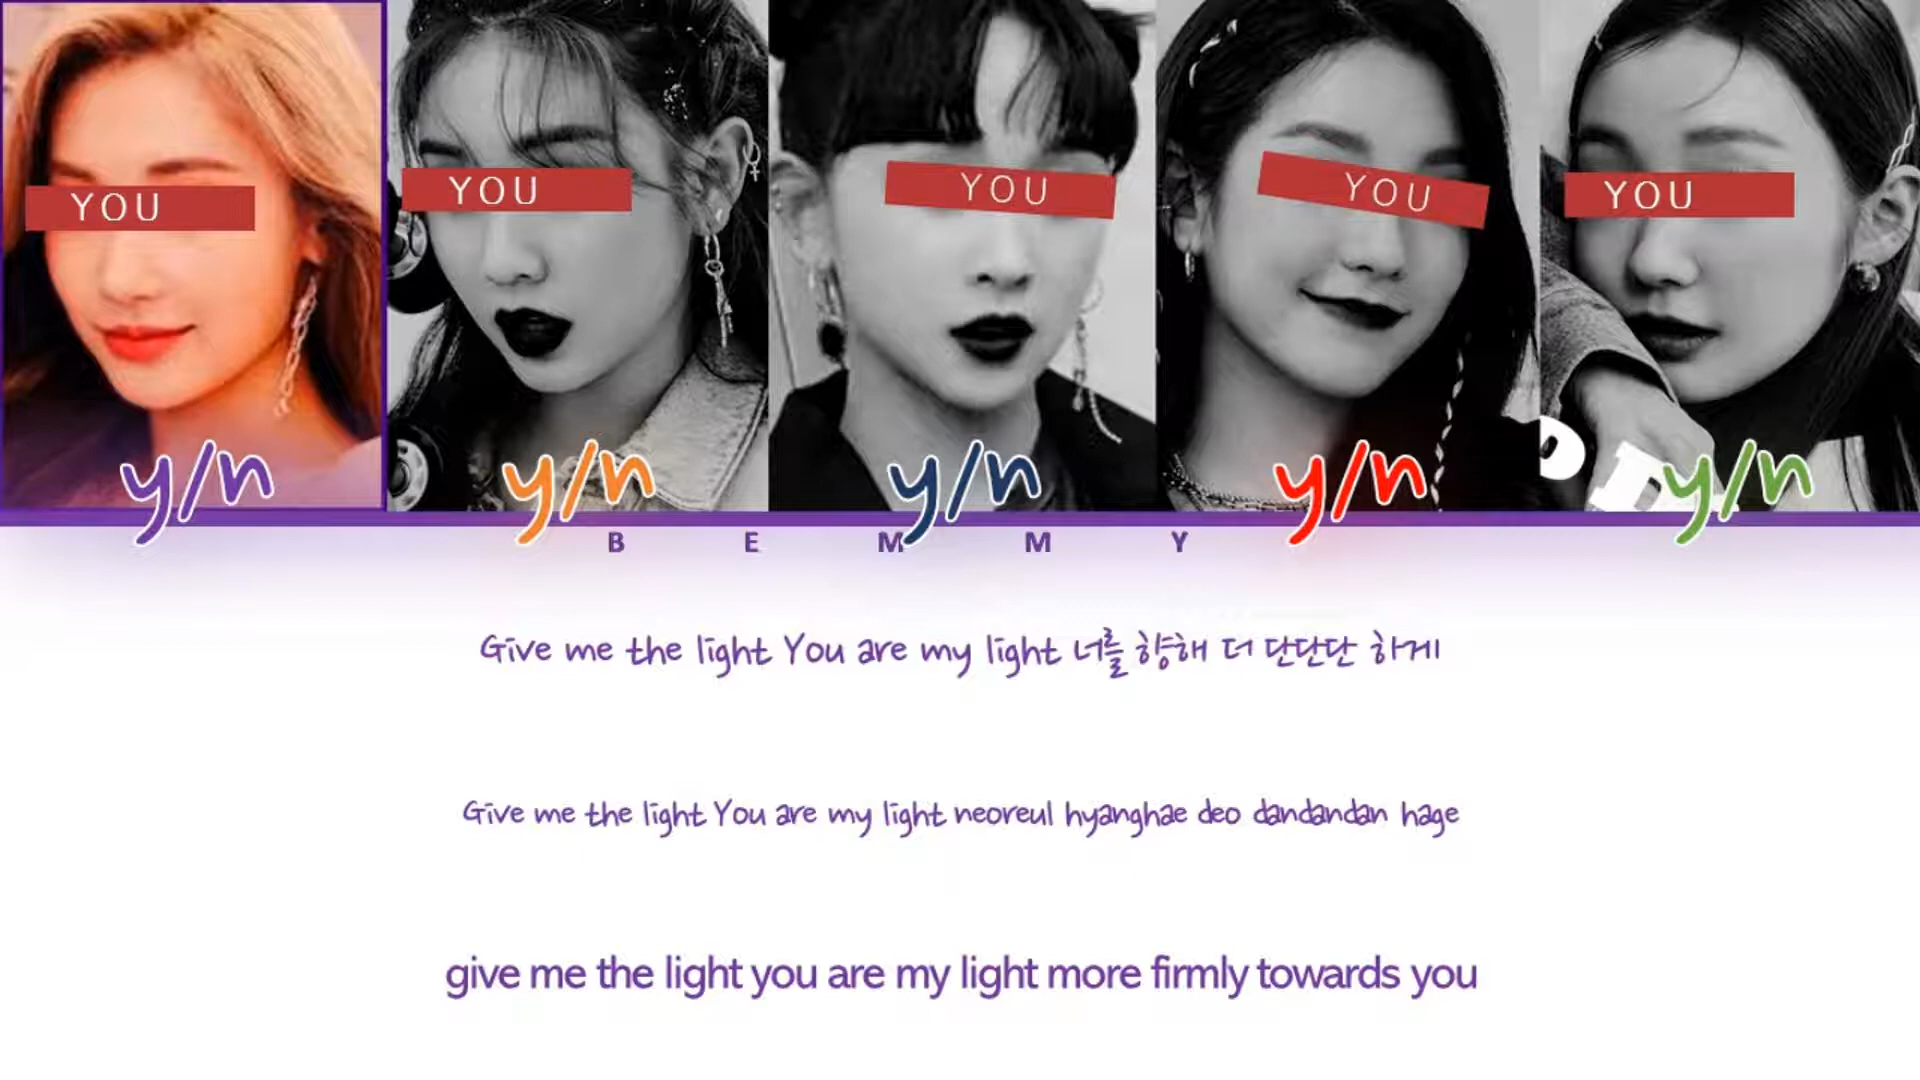 YOU
YOU
YOU
YOU
YOU
y/n
y/n
y/n
y/n
y/n
B E M M Y
Give me the light You are my light 너를 향해 더 단단단 하게
Give me the light You are my light neoreul hyanghae deo dandandan hage
give me the light you are my light more firmly towards you